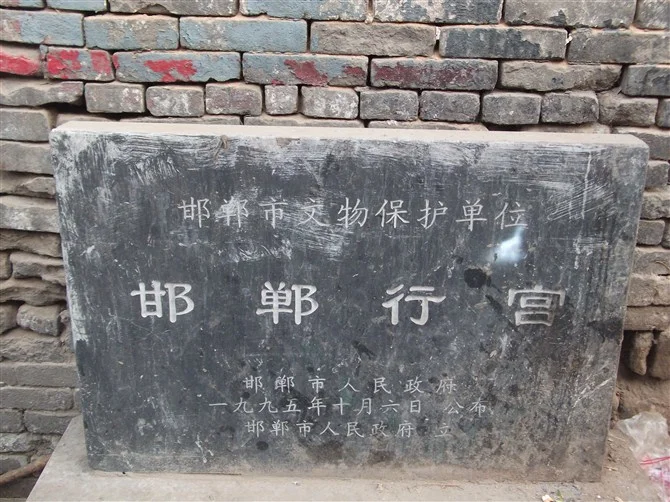 邯郸市文物保护单位
邯郸行宫
邯郸市人民政府
一九九五年十月六日 公布
邯郸市人民政府 立